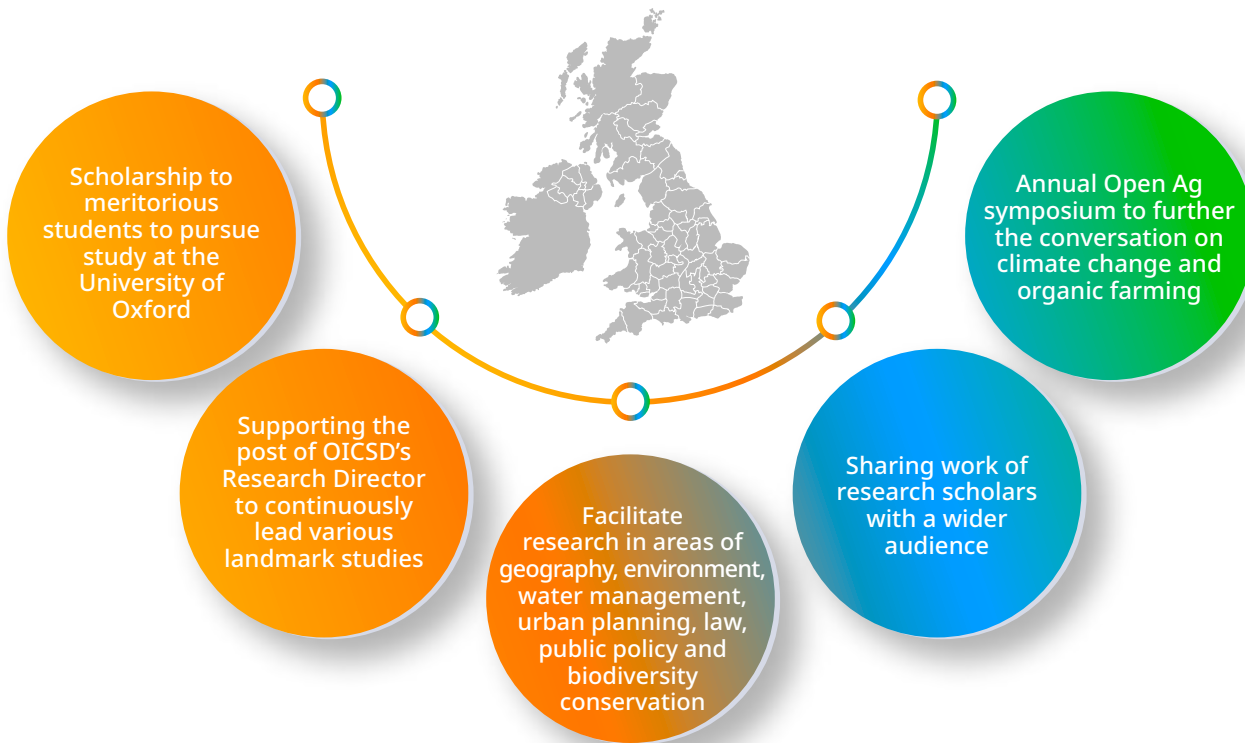 Scholarship to
meritorious
students to pursue
study at the
University of
Oxford
Supporting the
post of OICSD’s
Research Director
to continuously
lead various
landmark studies
Facilitate
research in areas of
geography, environment,
water management,
urban planning, law,
public policy and
biodiversity
conservation
Sharing work of
research scholars
with a wider
audience
Annual Open Ag
symposium to further
the conversation on
climate change and
organic farming